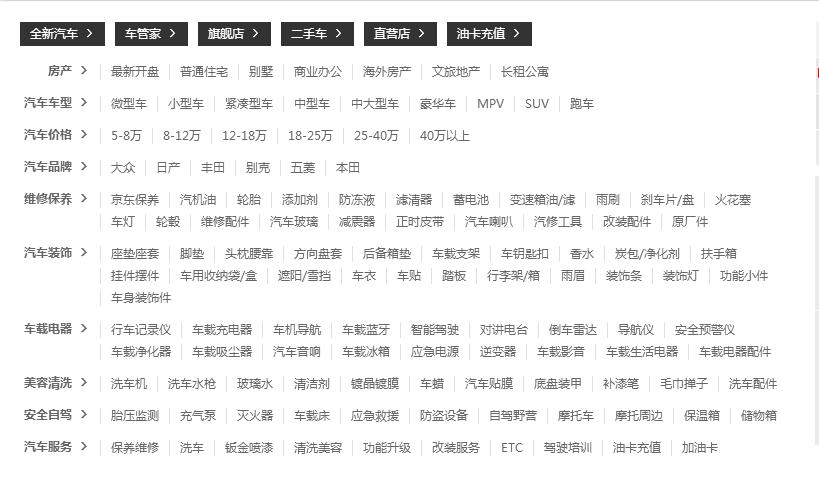 全新汽车 > 车管家 > 旗舰店 > 二手车 > 直营店 > 油卡充值 >
房产 > 最新开盘 普通住宅 别墅 商业办公 海外房产 文旅地产 长租公寓
汽车车型 > 微型车 小型车 紧凑型车 中型车 中大型车 豪华车 MPV SUV 跑车
汽车价格 > 5-8万 8-12万 12-18万 18-25万 25-40万 40万以上
汽车品牌 > 大众 日产 丰田 别克 五菱 本田
维修保养 > 京东保养 汽机油 轮胎 添加剂 防冻液 滤清器 蓄电池 变速箱油/滤 雨刷 刹车片/盘 火花塞
车灯 轮毂 维修配件 汽车玻璃 减震器 正时皮带 汽车喇叭 汽修工具 改装配件 原厂件
汽车装饰 > 座垫座套 脚垫 头枕腰靠 方向盘套 后备箱垫 车载支架 车钥匙扣 香水 炭包/净化剂 扶手箱
挂件摆件 车用收纳袋/盒 遮阳/雪挡 车衣 车贴 踏板 行李架/箱 雨眉 装饰条 装饰灯 功能小件
车身装饰件
车载电器 > 行车记录仪 车载充电器 车机导航 车载蓝牙 智能驾驶 对讲电台 倒车雷达 导航仪 安全预警仪
车载净化器 车载吸尘器 汽车音响 车载冰箱 应急电源 逆变器 车载影音 车载生活电器 车载电器配件
美容清洗 > 洗车机 洗车水枪 玻璃水 清洁剂 镀晶镀膜 车蜡 汽车贴膜 底盘装甲 补漆笔 毛巾掸子 洗车配件
安全自驾 > 胎压监测 充气泵 灭火器 车载床 应急救援 防盗设备 自驾野营 摩托车 摩托周边 保温箱 储物箱
汽车服务 > 保养维修 洗车 钣金喷漆 清洗美容 功能升级 改装服务 ETC 驾驶培训 油卡充值 加油卡